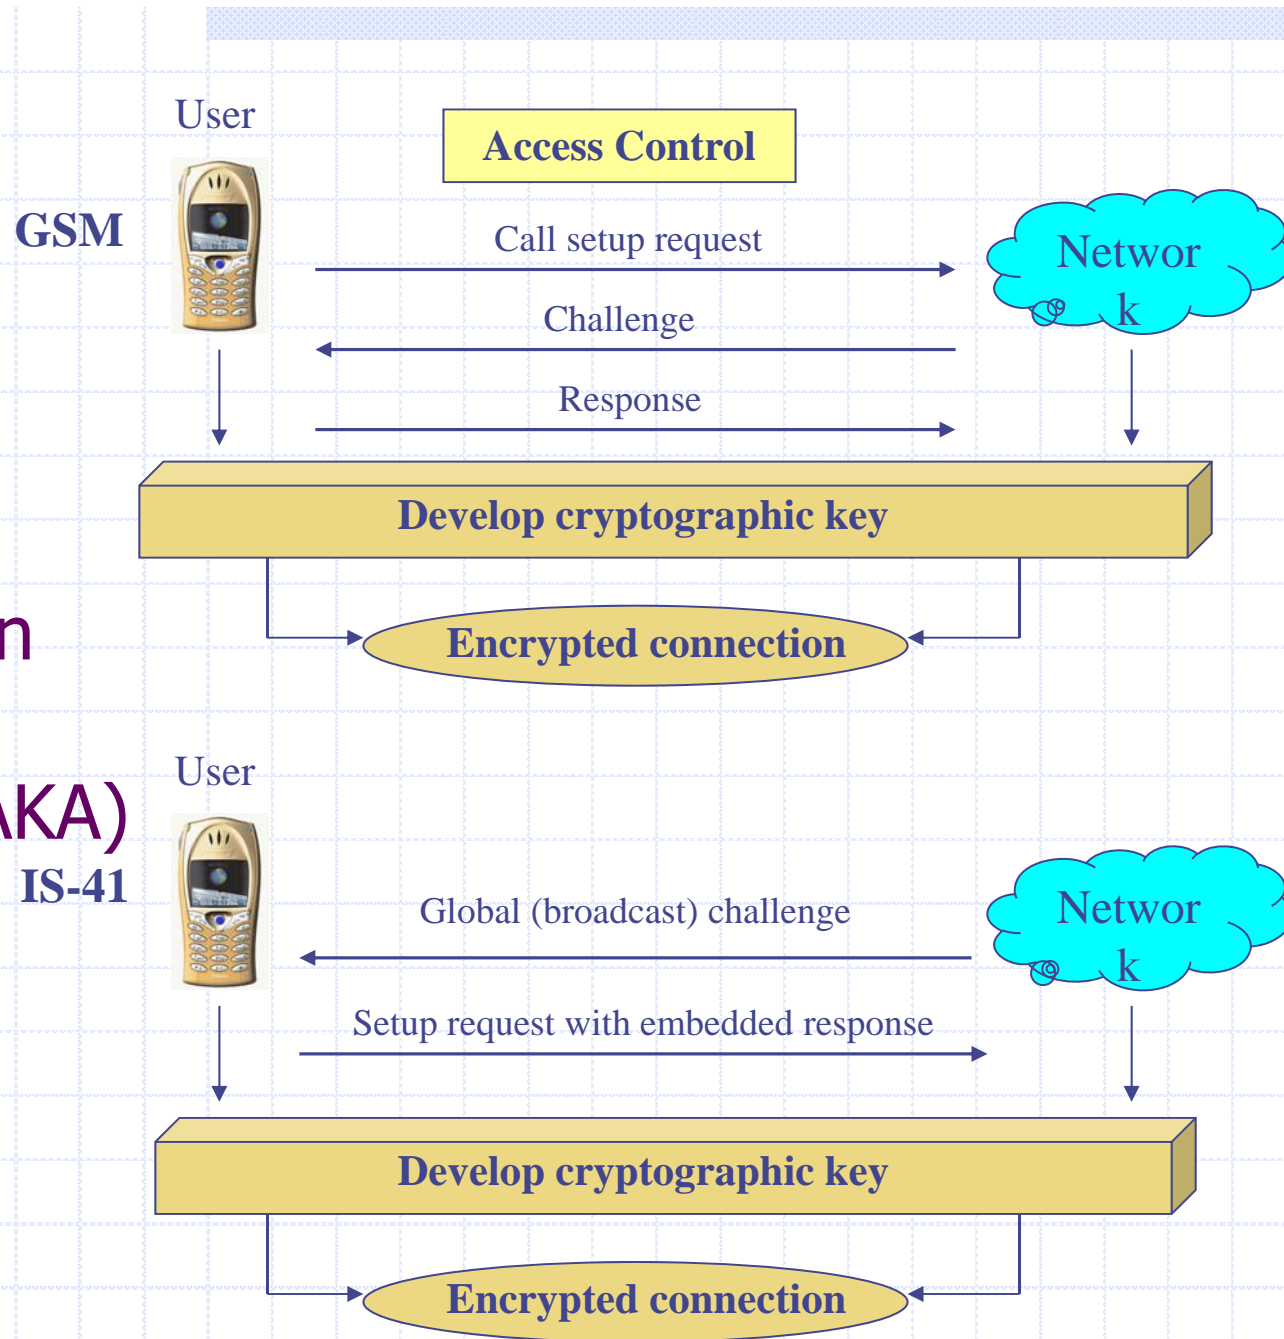 User
Access Control
GSM
Call setup request
Networ
k
Challenge
Response
Develop cryptographic key
n
Encrypted connection
User
AKA)
IS-41
Global (broadcast) challenge
Networ
k
Setup request with embedded response
Develop cryptographic key
Encrypted connection